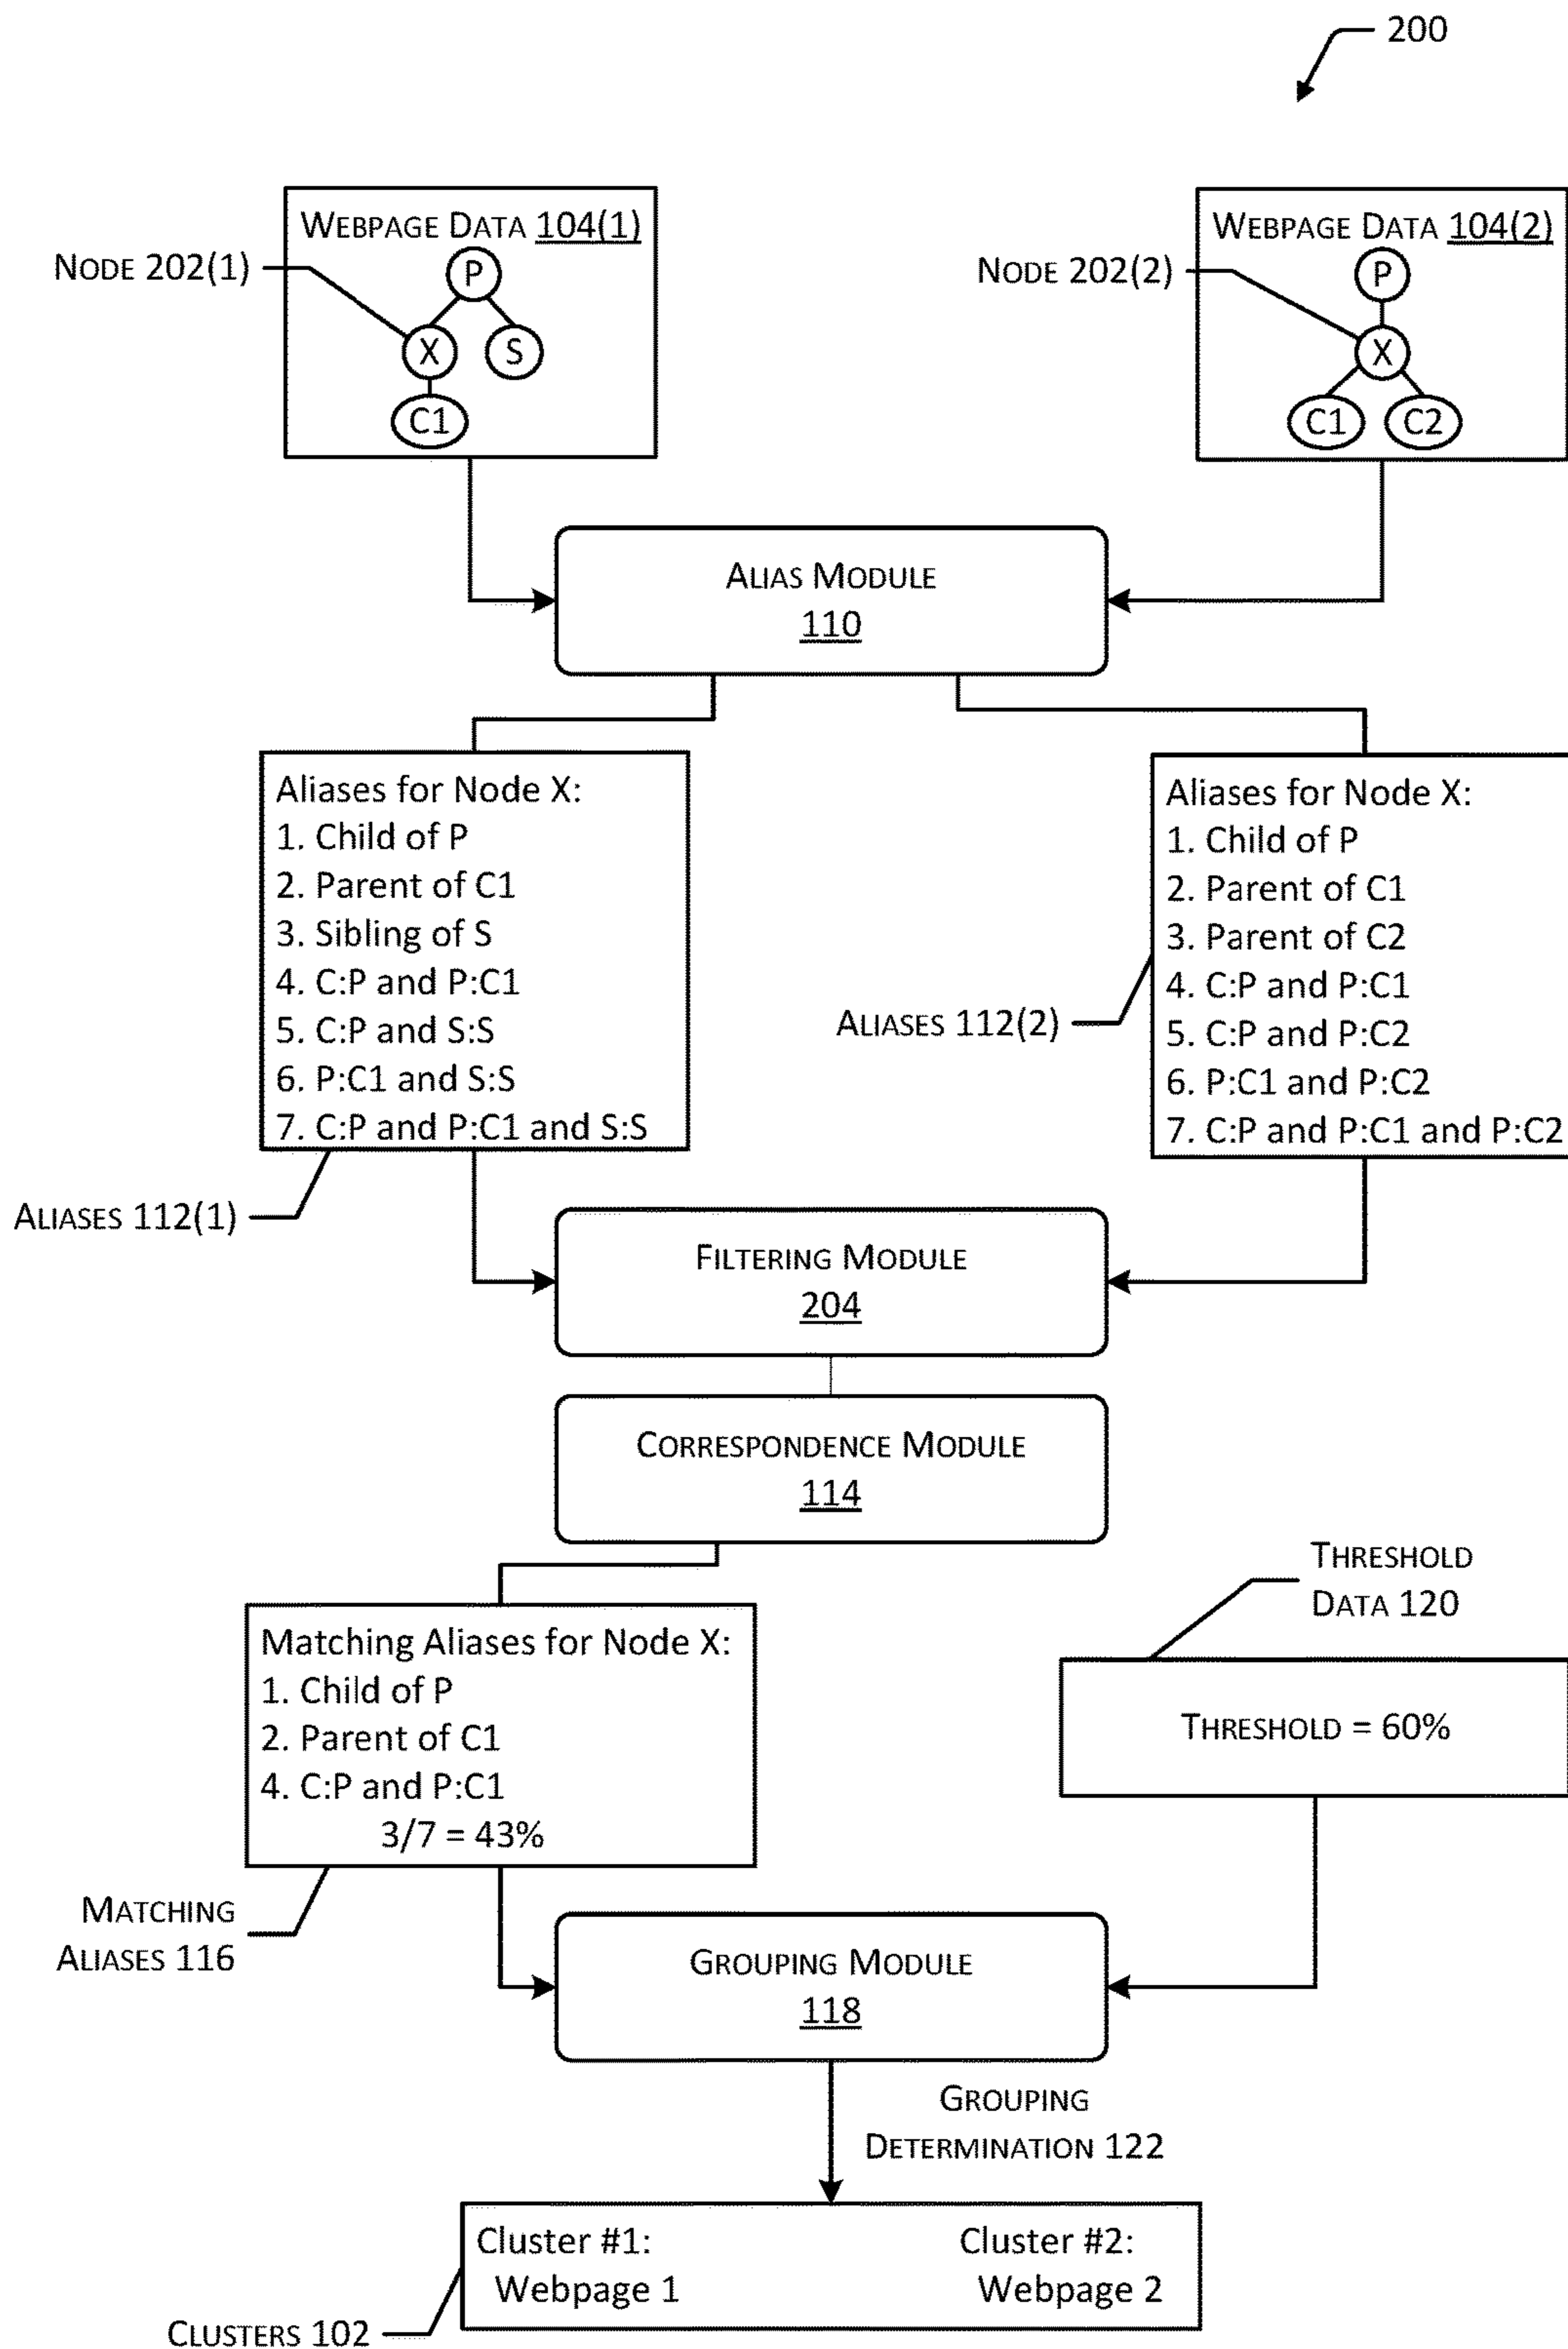 200
WEBPAGE DATA 104(1)
P
X
S
C1
NODE 202(1)
WEBPAGE DATA 104(2)
P
X
C1
C2
NODE 202(2)
ALIAS MODULE
110
Aliases for Node X:
1. Child of P
2. Parent of C1
3. Sibling of S
4. C:P and P:C1
5. C:P and S:S
6. P:C1 and S:S
7. C:P and P:C1 and S:S
ALIASES 112(1)
Aliases for Node X:
1. Child of P
2. Parent of C1
3. Parent of C2
4. C:P and P:C1
5. C:P and P:C2
6. P:C1 and P:C2
7. C:P and P:C1 and P:C2
ALIASES 112(2)
FILTERING MODULE
204
CORRESPONDENCE MODULE
114
Matching Aliases for Node X:
1. Child of P
2. Parent of C1
4. C:P and P:C1
3/7 = 43%
MATCHING
ALIASES 116
THRESHOLD
DATA 120
THRESHOLD = 60%
GROUPING MODULE
118
GROUPING
DETERMINATION 122
Cluster #1:
Webpage 1
Cluster #2:
Webpage 2
CLUSTERS 102